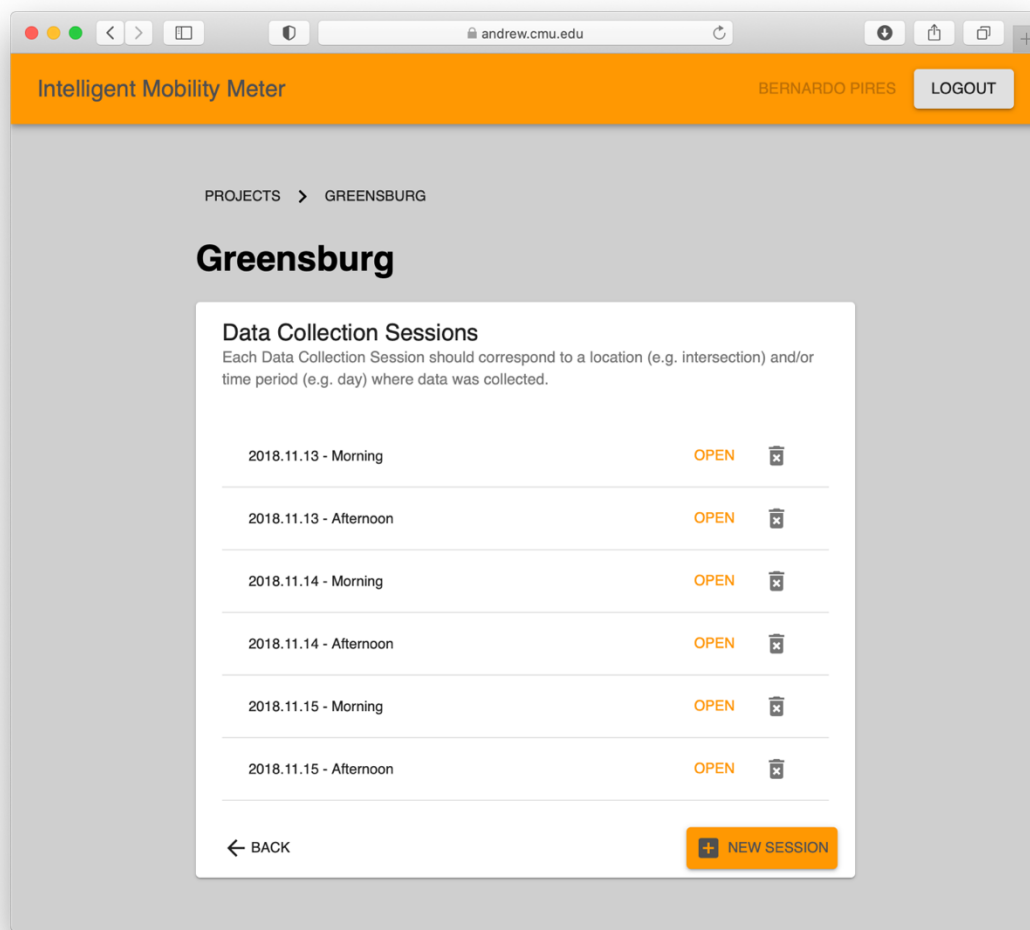 andrew.cmu.edu
Intelligent Mobility Meter
BERNARDO PIRES
LOGOUT
PROJECTS
GREENSBURG
Greensburg
Data Collection Sessions
Each Data Collection Session should correspond to a location (e.g. intersection) and/or
time period (e.g. day) where data was collected.
2018.11.13 - Morning
OPEN
2018.11.13 - Afternoon
OPEN
2018.11.14 - Morning
OPEN
2018.11.14 - Afternoon
OPEN
2018.11.15 - Morning
OPEN
2018.11.15 - Afternoon
OPEN
BACK
NEW SESSION